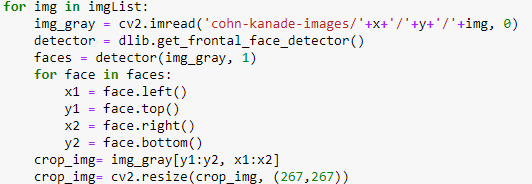 for img in imgList:
    img_gray = cv2.imread('cohn-kanade-images/'+x+'/'+y+'/'+img, 0)
    detector = dlib.get_frontal_face_detector()
    faces = detector(img_gray, 1)
    for face in faces:
        x1 = face.left()
        y1 = face.top()
        x2 = face.right()
        y2 = face.bottom()
    crop_img= img_gray[y1:y2, x1:x2]
    crop_img= cv2.resize(crop_img, (267,267))